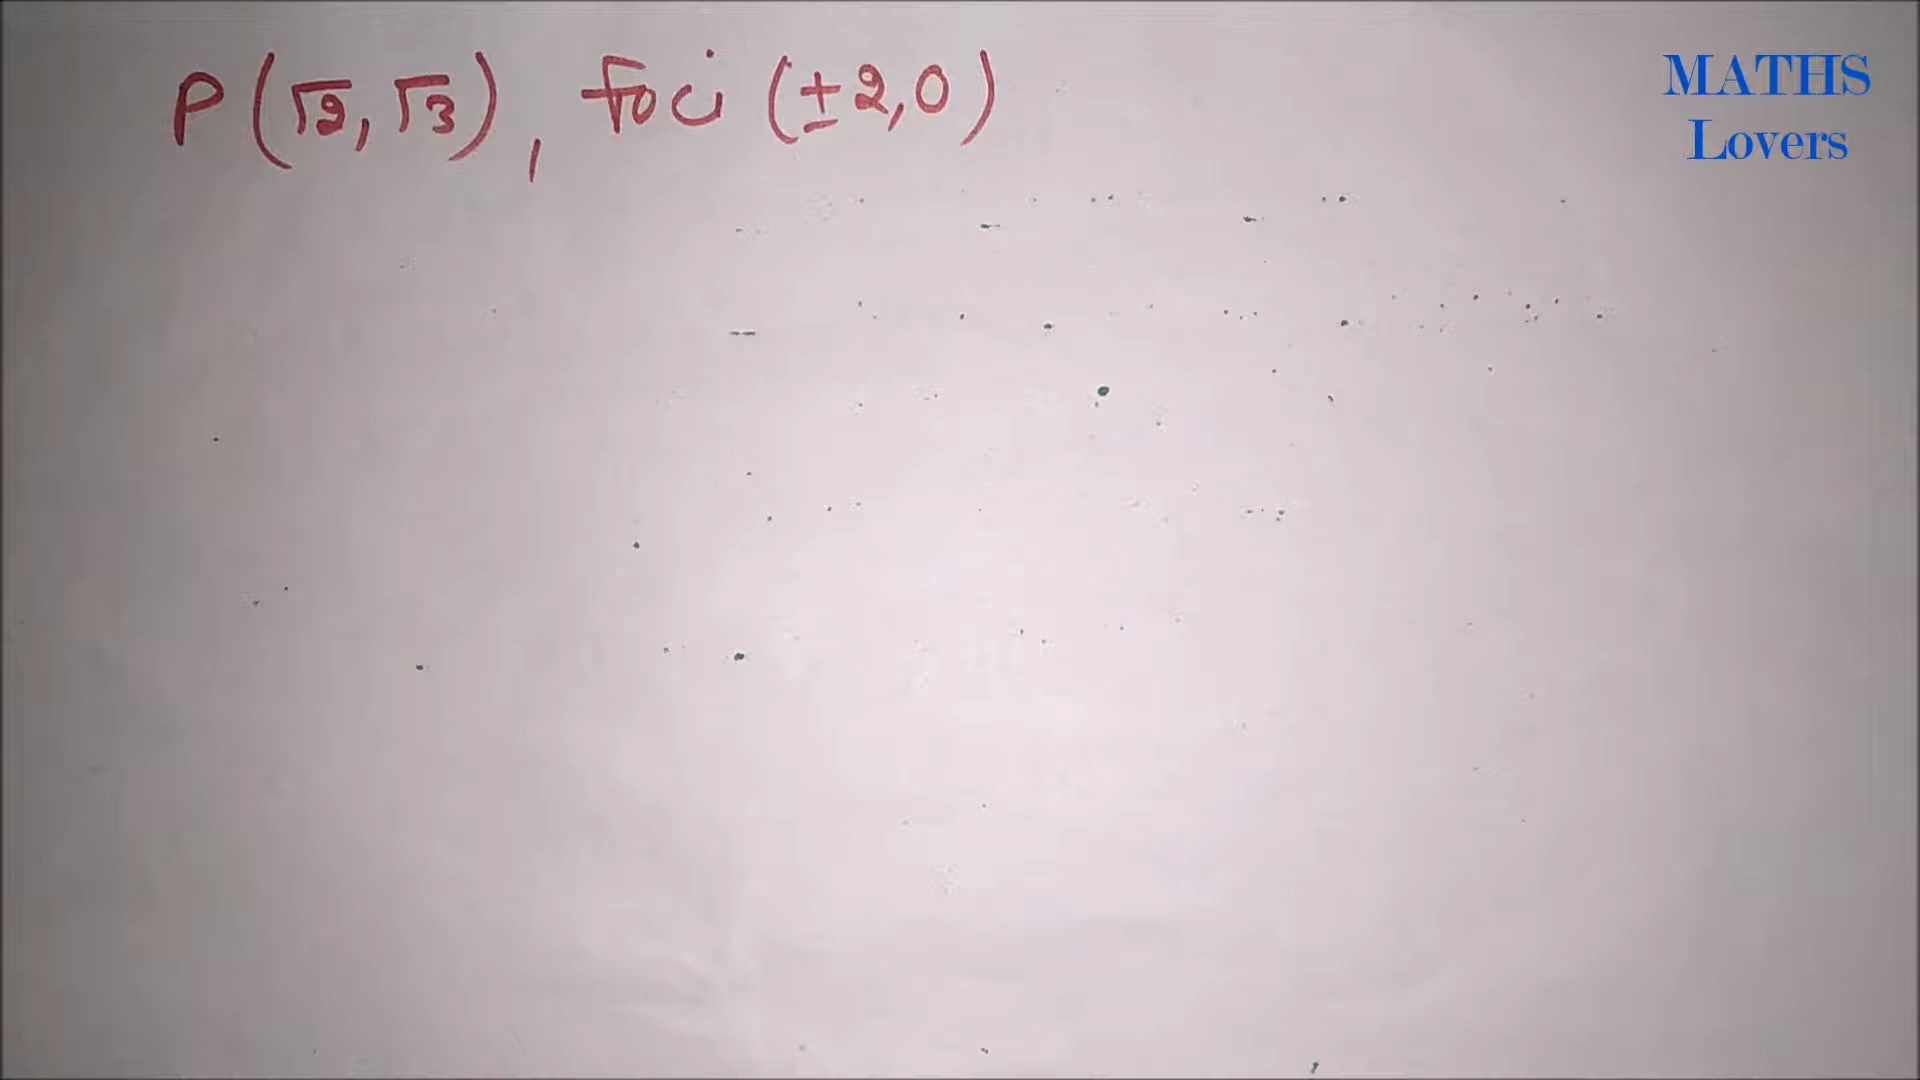 P(√2, √3), foci (±2,0)
MATHS
Lovers